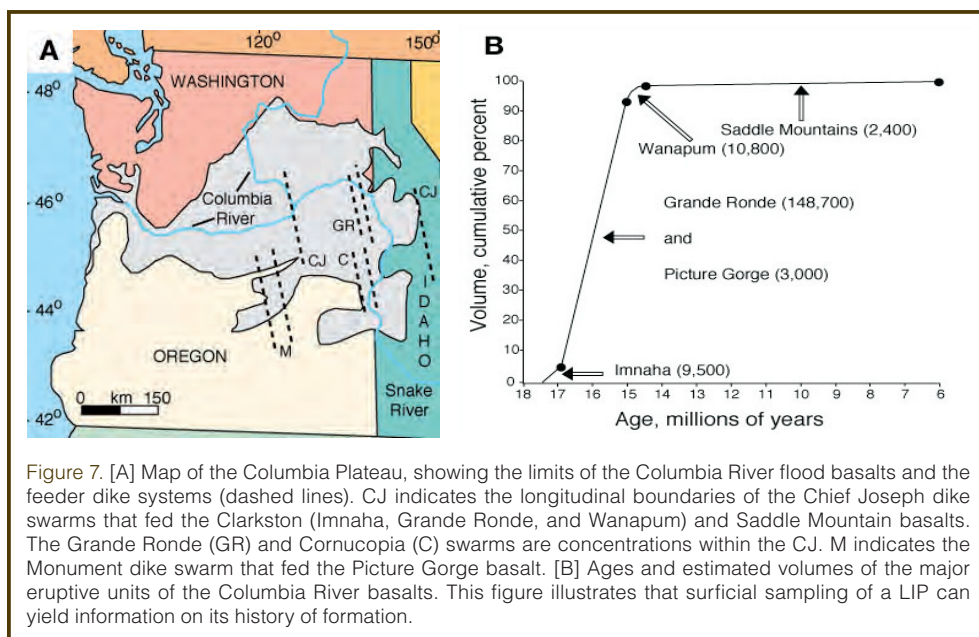 A
120°
150°
WASHINGTON
48°
Columbia
River
CJ
46°
GR
CJ
C
44°
M
IDAHO
OREGON
Snake
River
0 km 150
42°
B
100
90
80
70
60
50
40
30
20
10
0
Volume, cumulative percent
Saddle Mountains (2,400)
Wanapum (10,800)
Grande Ronde (148,700)
and
Picture Gorge (3,000)
Imnaha (9,500)
18 17 16 15 14 13 12 11 10 9 8 7 6
Age, millions of years
Figure 7. [A] Map of the Columbia Plateau, showing the limits of the Columbia River flood basalts and the
feeder dike systems (dashed lines). CJ indicates the longitudinal boundaries of the Chief Joseph dike
swarms that fed the Clarkston (Imnaha, Grande Ronde, and Wanapum) and Saddle Mountain basalts.
The Grande Ronde (GR) and Cornucopia (C) swarms are concentrations within the CJ. M indicates the
Monument dike swarm that fed the Picture Gorge basalt. [B] Ages and estimated volumes of the major
eruptive units of the Columbia River basalts. This figure illustrates that surficial sampling of a LIP can
yield information on its history of formation.